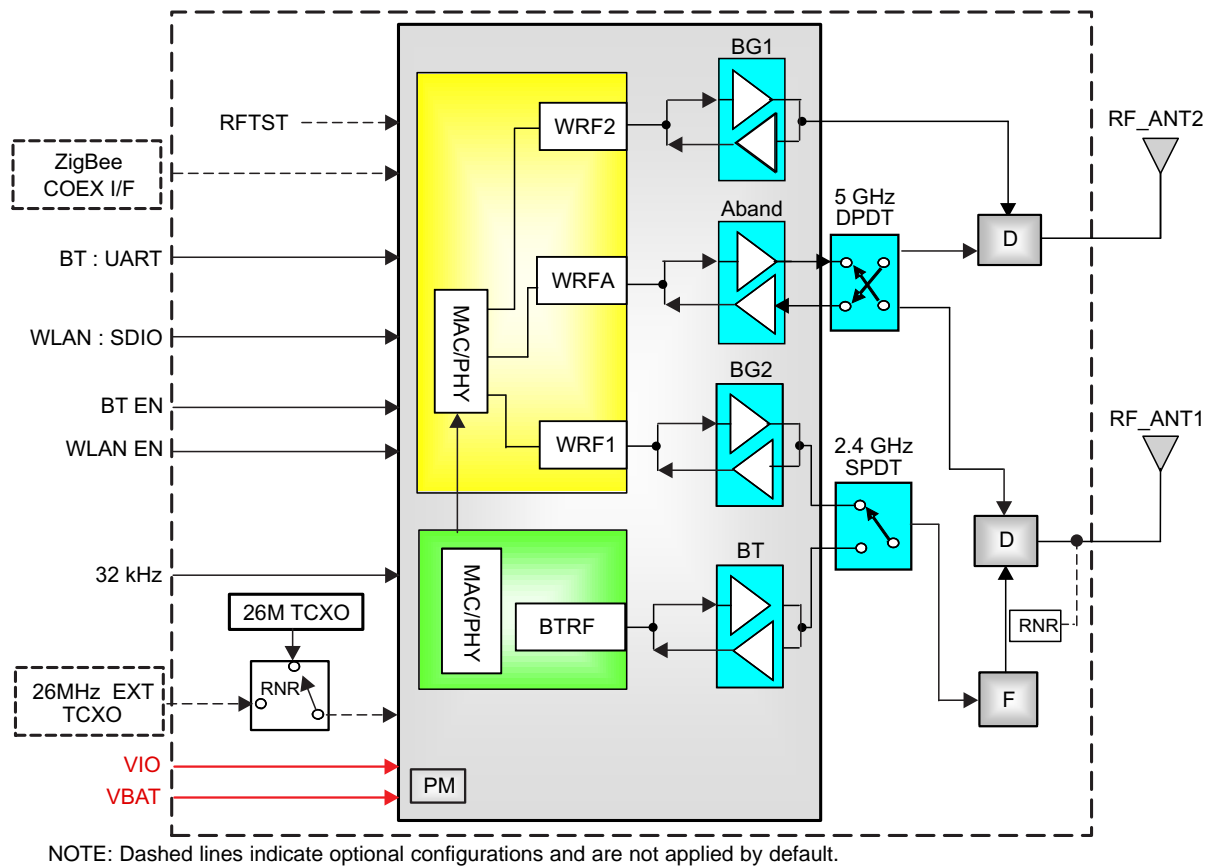 BG1
RF_ANT2
RFTST
WRF2
ZigBee
COEX I/F
Aband
5 GHz
DPDT
D
BT : UART
WRFA
MAC/PHY
WLAN : SDIO
BG2
BT EN
RF_ANT1
WLAN EN
WRF1
2.4 GHz
SPDT
D
BT
32 kHz
MAC/PHY
26M TCXO
BTRF
RNR
RNR
26MHz EXT
TCXO
F
VIO
PM
VBAT
NOTE: Dashed lines indicate optional configurations and are not applied by default.